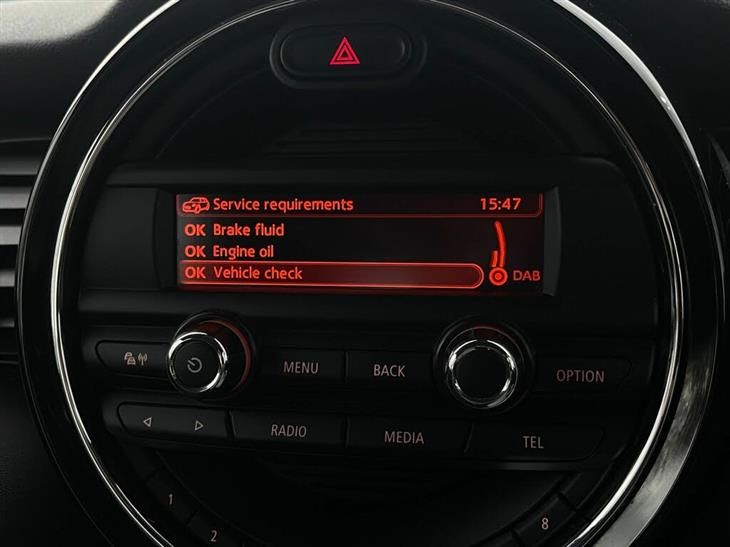 Service requirements 15:47
OK Brake fluid
OK Engine oil
OK Vehicle check DAB
MENU BACK OPTION
RADIO MEDIA TEL
1 2 8